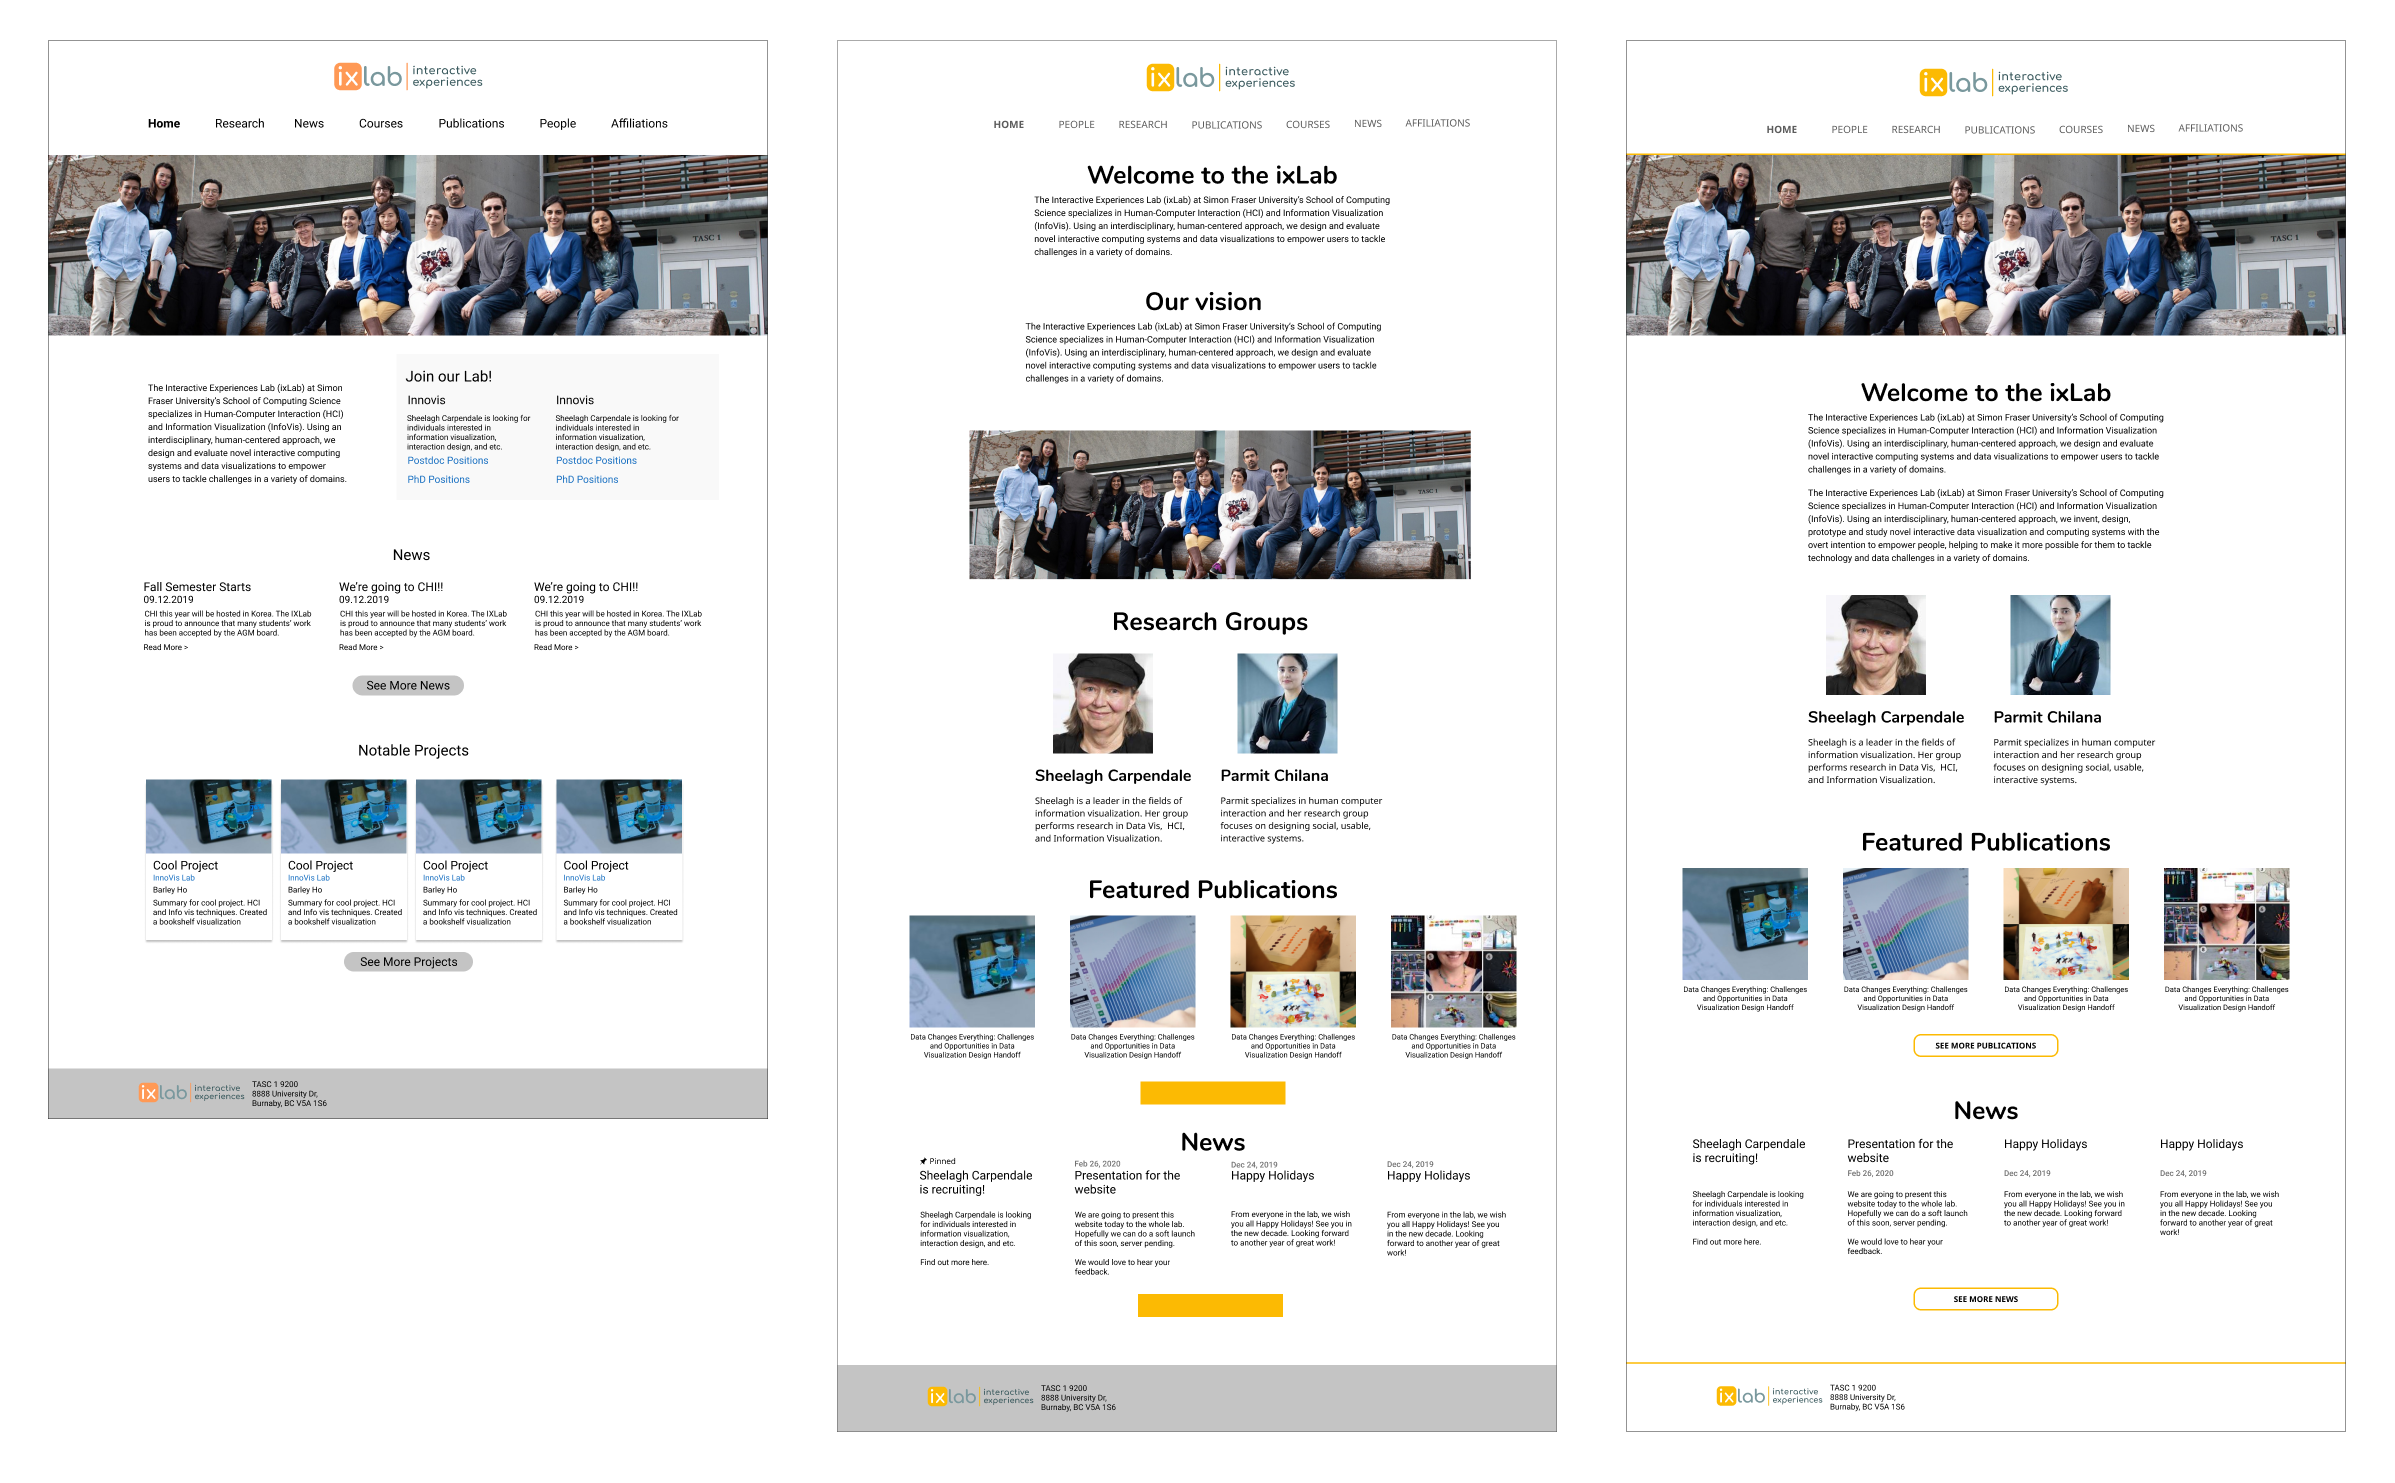 ixlab interactive
experiences
Home Research News Courses Publications People Affiliations
TASC 1
The Interactive Experiences Lab (ixLab) at Simon
Fraser University's School of Computing Science
specializes in Human-Computer Interaction (HCI)
and Information Visualization (InfoVis). Using an
interdisciplinary, human-centered approach, we
design and evaluate novel interactive computing
systems and data visualizations to empower
users to tackle challenges in a variety of domains.
Join our Lab!
Innovis
Sheelagh Carpendale is looking for
individuals interested in
information visualization,
interaction design, and etc.
Postdoc Positions
PhD Positions
Innovis
Sheelagh Carpendale is looking for
individuals interested in
information visualization,
interaction design, and etc.
Postdoc Positions
PhD Positions
News
Fall Semester Starts
09.12.2019
CHI this year will be hosted in Korea. The IXLab
is proud to announce that many students' work
has been accepted by the AGM board.
Read More >
We're going to CHI!!
09.12.2019
CHI this year will be hosted in Korea. The IXLab
is proud to announce that many students' work
has been accepted by the AGM board.
Read More >
We're going to CHI!!
09.12.2019
CHI this year will be hosted in Korea. The IXLab
is proud to announce that many students' work
has been accepted by the AGM board.
Read More >
See More News
Notable Projects
Cool Project
InnoVis Lab
Barley Ho
Summary for cool project. HCI
and Info vis techniques. Created
a bookshelf visualization
Cool Project
InnoVis Lab
Barley Ho
Summary for cool project. HCI
and Info vis techniques. Created
a bookshelf visualization
Cool Project
InnoVis Lab
Barley Ho
Summary for cool project. HCI
and Info vis techniques. Created
a bookshelf visualization
Cool Project
InnoVis Lab
Barley Ho
Summary for cool project. HCI
and Info vis techniques. Created
a bookshelf visualization
See More Projects
ixlab interactive
experiences
TASC 1 9200
8888 University Dr,
Burnaby, BC V5A 1S6
ixlab interactive
experiences
HOME PEOPLE RESEARCH PUBLICATIONS COURSES NEWS AFFILIATIONS
Welcome to the ixLab
The Interactive Experiences Lab (ixLab) at Simon Fraser University's School of Computing
Science specializes in Human-Computer Interaction (HCI) and Information Visualization
(InfoVis). Using an interdisciplinary, human-centered approach, we design and evaluate
novel interactive computing systems and data visualizations to empower users to tackle
challenges in a variety of domains.
Our vision
The Interactive Experiences Lab (ixLab) at Simon Fraser University's School of Computing
Science specializes in Human-Computer Interaction (HCI) and Information Visualization
(InfoVis). Using an interdisciplinary, human-centered approach, we design and evaluate
novel interactive computing systems and data visualizations to empower users to tackle
challenges in a variety of domains.
TASC 1
Research Groups
Sheelagh Carpendale
Sheelagh is a leader in the fields of
information visualization. Her group
performs research in Data Vis, HCI,
and Information Visualization.
Parmit Chilana
Parmit specializes in human computer
interaction and her research group
focuses on designing social, usable,
interactive systems.
Featured Publications
Data Changes Everything: Challenges
and Opportunities in Data
Visualization Design Handoff
Data Changes Everything: Challenges
and Opportunities in Data
Visualization Design Handoff
Data Changes Everything: Challenges
and Opportunities in Data
Visualization Design Handoff
Data Changes Everything: Challenges
and Opportunities in Data
Visualization Design Handoff
News
Pinned
Sheelagh Carpendale
is recruiting!
Sheelagh Carpendale is looking
for individuals interested in
information visualization,
interaction design, and etc.
Find out more here.
Feb 26, 2020
Presentation for the
website
We are going to present this
website today to the whole lab.
Hopefully we can do a soft launch
of this soon, server pending.
We would love to hear your
feedback.
Dec 24, 2019
Happy Holidays
From everyone in the lab, we wish
you all Happy Holidays! See you in
the new decade. Looking forward
to another year of great work!
Dec 24, 2019
Happy Holidays
From everyone in the lab, we wish
you all Happy Holidays! See you
in the new decade. Looking
forward to another year of great
work!
ixlab interactive
experiences
TASC 1 9200
8888 University Dr,
Burnaby, BC V5A 1S6
ixlab interactive
experiences
HOME PEOPLE RESEARCH PUBLICATIONS COURSES NEWS AFFILIATIONS
TASC 1
Welcome to the ixLab
The Interactive Experiences Lab (ixLab) at Simon Fraser University's School of Computing
Science specializes in Human-Computer Interaction (HCI) and Information Visualization
(InfoVis). Using an interdisciplinary, human-centered approach, we design and evaluate
novel interactive computing systems and data visualizations to empower users to tackle
challenges in a variety of domains.
The Interactive Experiences Lab (ixLab) at Simon Fraser University's School of Computing
Science specializes in Human-Computer Interaction (HCI) and Information Visualization
(InfoVis). Using an interdisciplinary, human-centered approach, we invent, design,
prototype and study novel interactive data visualization and computing systems with the
overt intention to empower people, helping to make it more possible for them to tackle
technology and data challenges in a variety of domains.
Sheelagh Carpendale
Sheelagh is a leader in the fields of
information visualization. Her group
performs research in Data Vis, HCI,
and Information Visualization.
Parmit Chilana
Parmit specializes in human computer
interaction and her research group
focuses on designing social, usable,
interactive systems.
Featured Publications
Data Changes Everything: Challenges
and Opportunities in Data
Visualization Design Handoff
Data Changes Everything: Challenges
and Opportunities in Data
Visualization Design Handoff
Data Changes Everything: Challenges
and Opportunities in Data
Visualization Design Handoff
Data Changes Everything: Challenges
and Opportunities in Data
Visualization Design Handoff
SEE MORE PUBLICATIONS
News
Sheelagh Carpendale
is recruiting!
Sheelagh Carpendale is looking
for individuals interested in
information visualization,
interaction design, and etc.
Find out more here.
Presentation for the
website
Feb 26, 2020
We are going to present this
website today to the whole lab.
Hopefully we can do a soft launch
of this soon, server pending.
We would love to hear your
feedback.
Happy Holidays
Dec 24, 2019
From everyone in the lab, we wish
you all Happy Holidays! See you in
the new decade. Looking forward
to another year of great work!
Happy Holidays
Dec 24, 2019
From everyone in the lab, we wish
you all Happy Holidays! See you
in the new decade. Looking
forward to another year of great
work!
SEE MORE NEWS
ixlab interactive
experiences
TASC 1 9200
8888 University Dr,
Burnaby, BC V5A 1S6